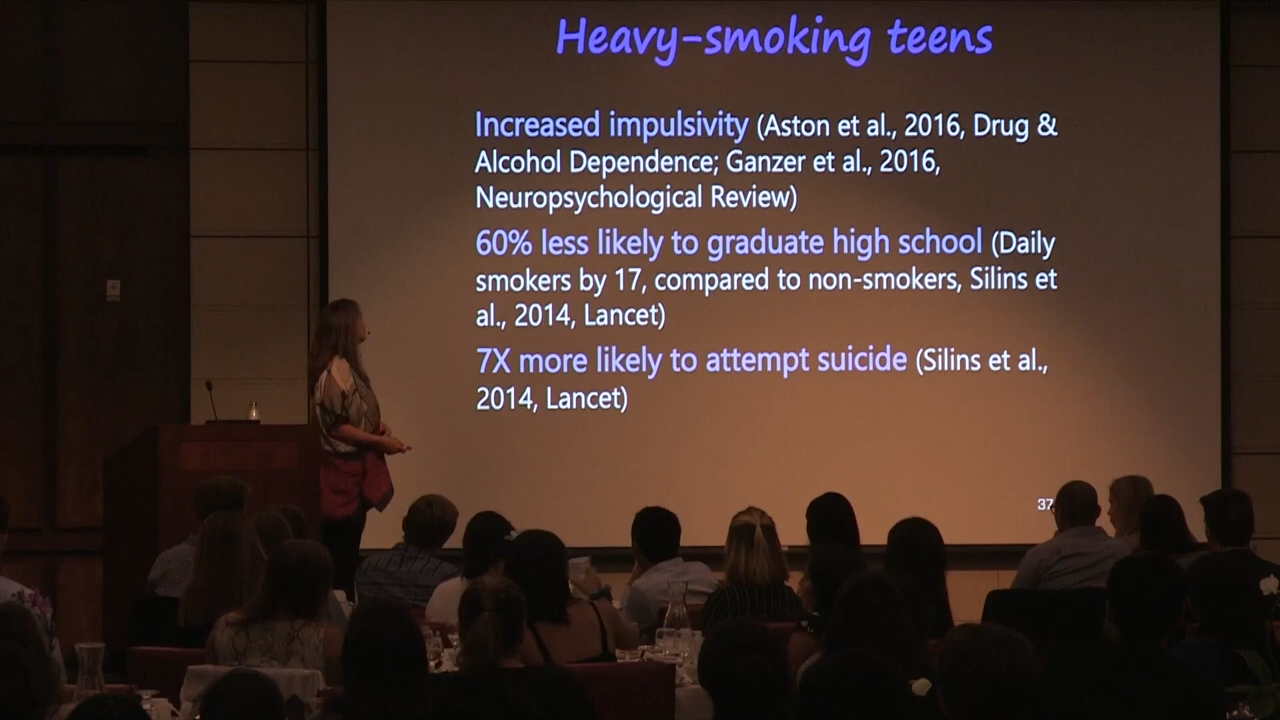 Heavy-smoking teens
Increased impulsivity (Aston et al., 2016, Drug &
Alcohol Dependence; Ganzer et al., 2016,
Neuropsychological Review)
60% less likely to graduate high school (Daily
smokers by 17, compared to non-smokers, Silins et
al., 2014, Lancet)
7X more likely to attempt suicide (Silins et al.,
2014, Lancet)
37